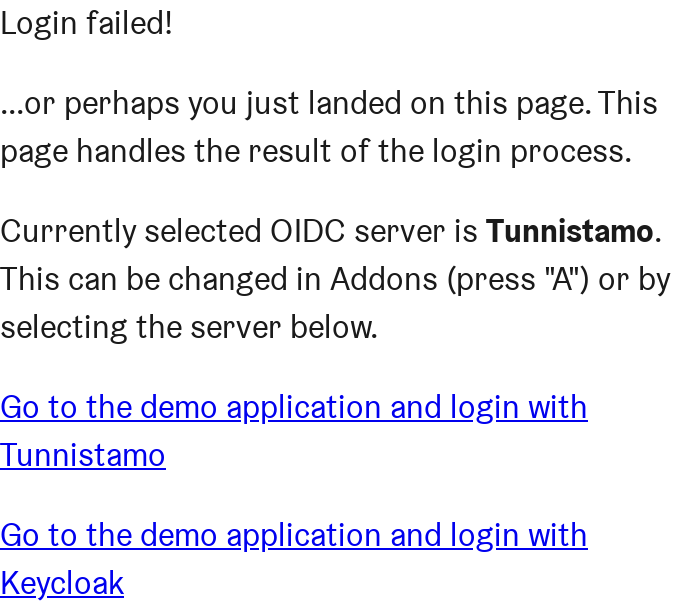 Login failed!
...or perhaps you just landed on this page. This
page handles the result of the login process.
Currently selected OIDC server is Tunnistamo.
This can be changed in Addons (press "A") or by
selecting the server below.
Go to the demo application and login with
Tunnistamo
Go to the demo application and login with
Keycloak